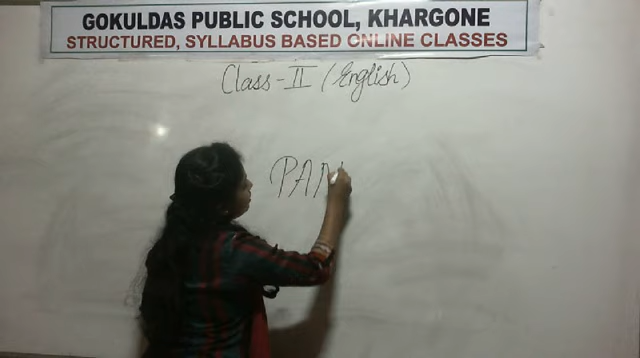 GOKULDAS PUBLIC SCHOOL, KHARGONE
STRUCTURED, SYLLABUS BASED ONLINE CLASSES
Class-II (English)
PAN